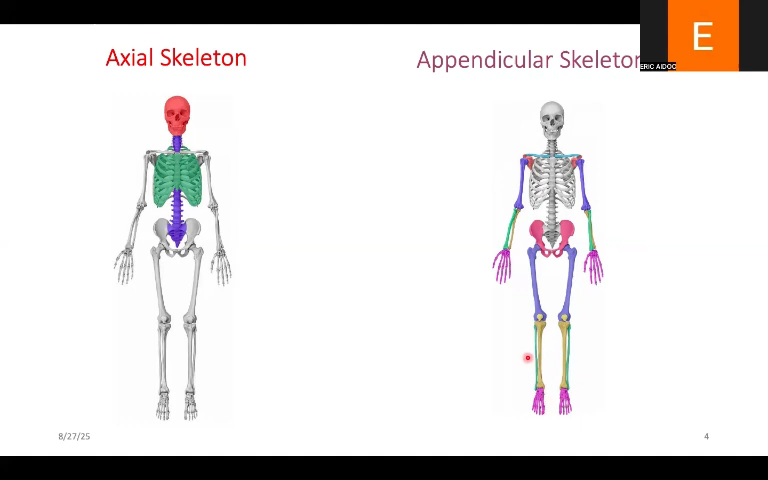 Axial Skeleton
Appendicular Skeleton
E
ERIC AIDOO
8/27/25
4